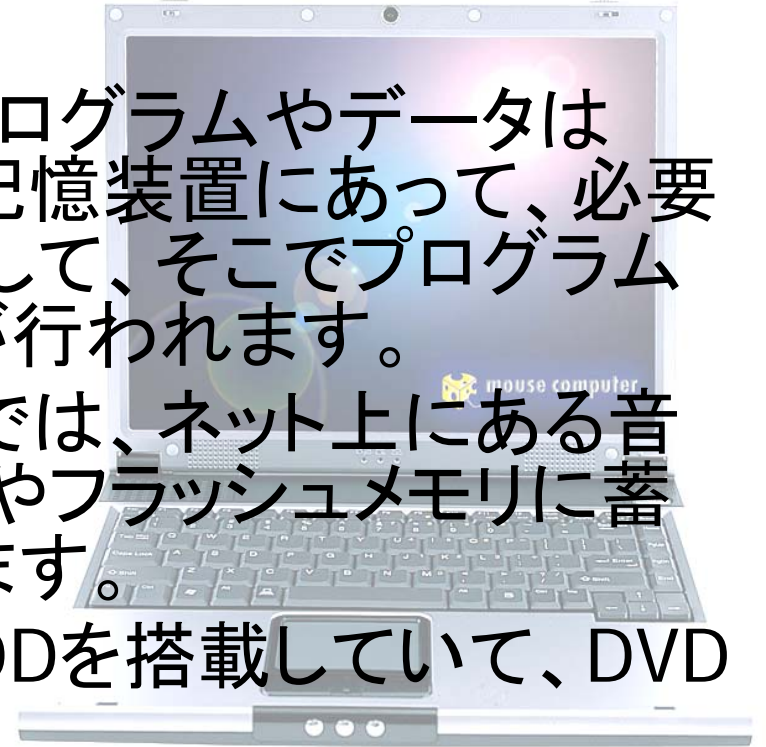 ログラムやデータは
記憶装置にあって、必要
して、そこでプログラム
が行われます。
mouse computer
では、ネット上にある音
やフラッシュメモリに蓄
ます。
DDを搭載していて、DVD